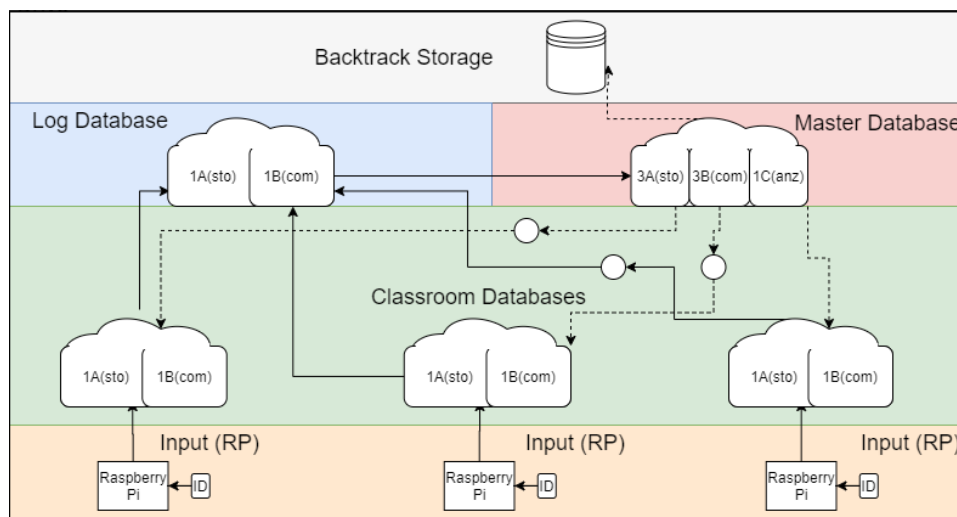 Backtrack Storage
Log Database
Master Database
1A(sto) 1B(com)
3A(sto) 3B(com) 1C(anz)
Classroom Databases
1A(sto) 1B(com)
1A(sto) 1B(com)
1A(sto) 1B(com)
Input (RP)
Input (RP)
Input (RP)
Raspberry
Pi
ID
Raspberry
Pi
ID
Raspberry
Pi
ID